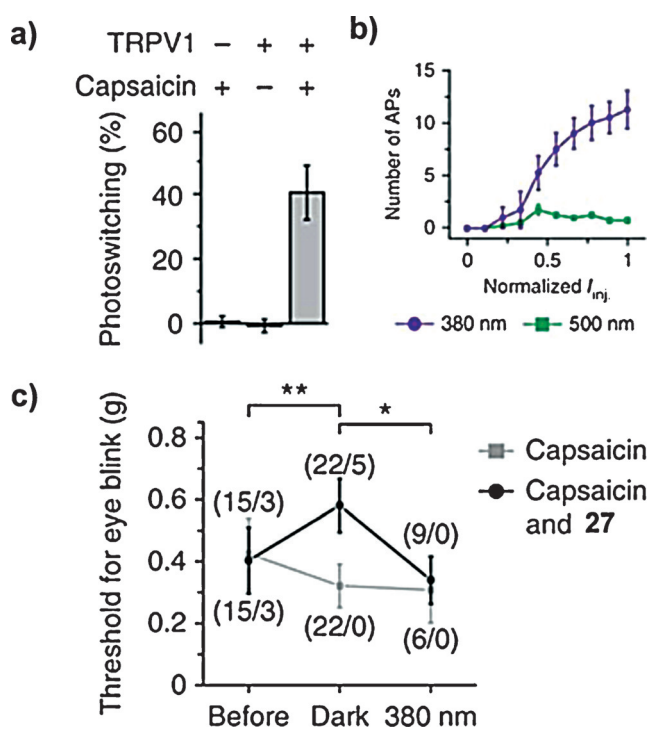 a)
TRPV1 − + +
Capsaicin + − +
Photoswitching (%)
60
40
20
0
b)
Number of APs
15
10
5
0
0 0.5 1
Normalized Iinj.
380 nm 500 nm
c)
Threshold for eye blink (g)
** *
0.8
0.6
0.4
0.2
0
(22/5)
(15/3)
(9/0)
(15/3)
(22/0)
(6/0)
Before Dark 380 nm
Capsaicin
Capsaicin
and 27